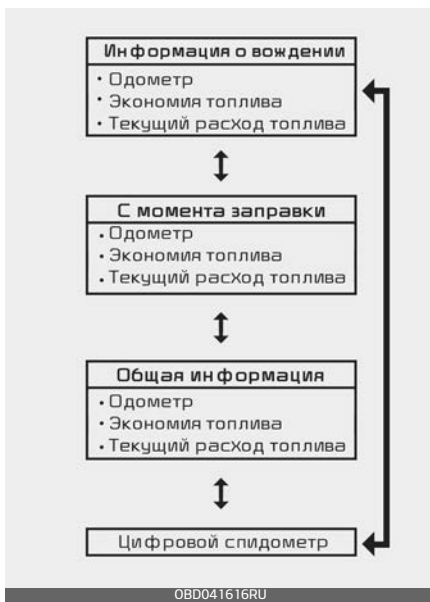 Информация о вождении
• Одометр
• Экономия топлива
• Текущий расход топлива
С момента заправки
• Одометр
• Экономия топлива
• Текущий расход топлива
Общая информация
• Одометр
• Экономия топлива
• Текущий расход топлива
Цифровой спидометр
OBD041616RU